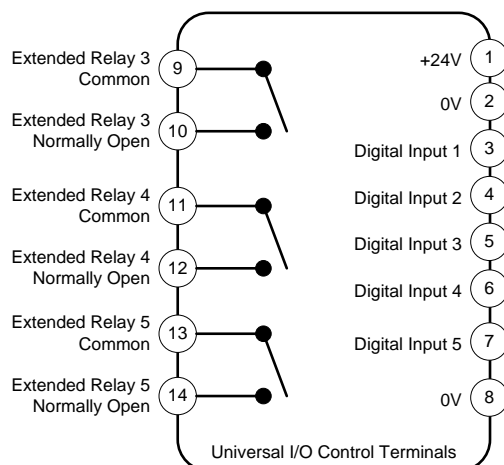 Extended Relay 3
Common
9
Extended Relay 3
Normally Open
10
Extended Relay 4
Common
11
Extended Relay 4
Normally Open
12
Extended Relay 5
Common
13
Extended Relay 5
Normally Open
14
+24V
1
0V
2
Digital Input 1
3
Digital Input 2
4
Digital Input 3
5
Digital Input 4
6
Digital Input 5
7
0V
8
Universal I/O Control Terminals